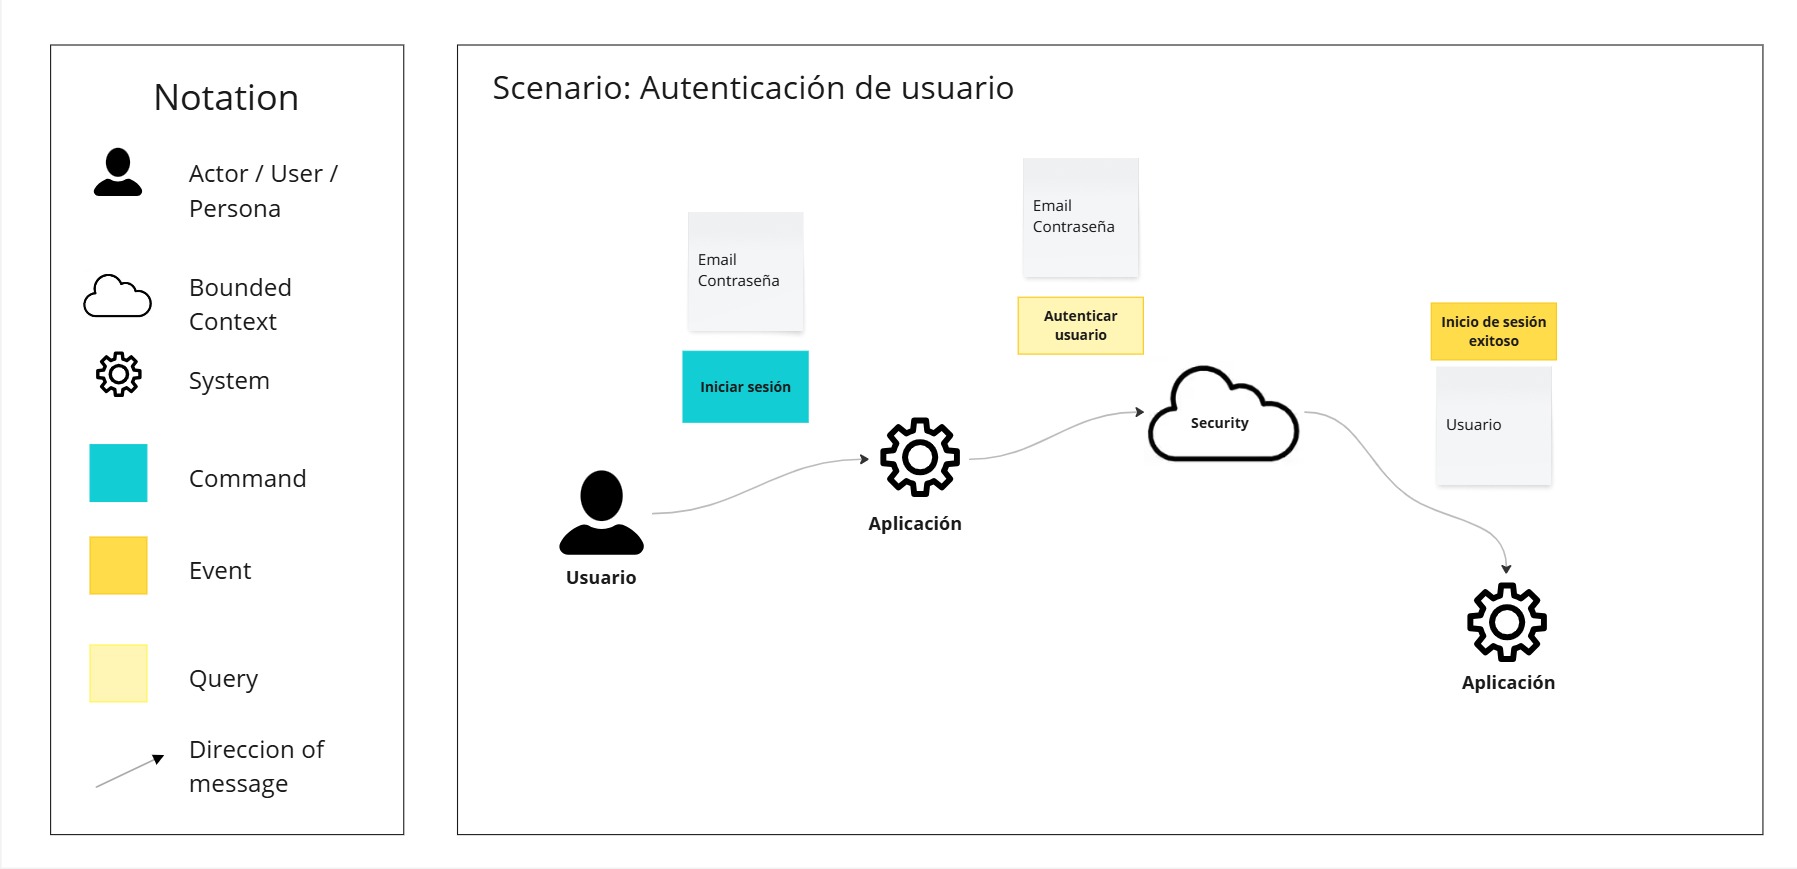 Notation
Actor / User /
Persona
Bounded
Context
System
Command
Event
Query
Direccion of
message
Scenario: Autenticación de usuario
Email
Contraseña
Iniciar sesión
Usuario
Aplicación
Email
Contraseña
Autenticar
usuario
Security
Inicio de sesión
exitoso
Usuario
Aplicación